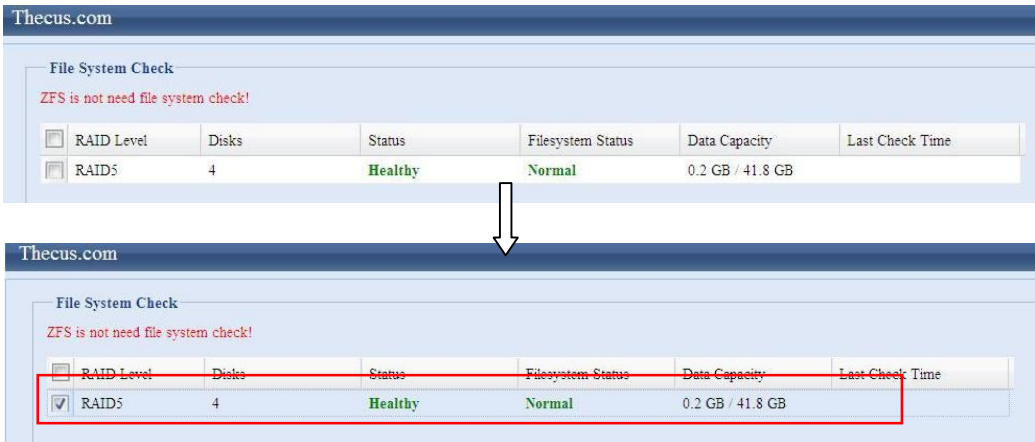 Thecus.com
File System Check
ZFS is not need file system check!
RAID Level Disks Status Filesystem Status Data Capacity Last Check Time
RAID5 4 Healthy Normal 0.2 GB / 41.8 GB
Thecus.com
File System Check
ZFS is not need file system check!
RAID Level Disks Status Filesystem Status Data Capacity Last Check Time
RAID5 4 Healthy Normal 0.2 GB / 41.8 GB